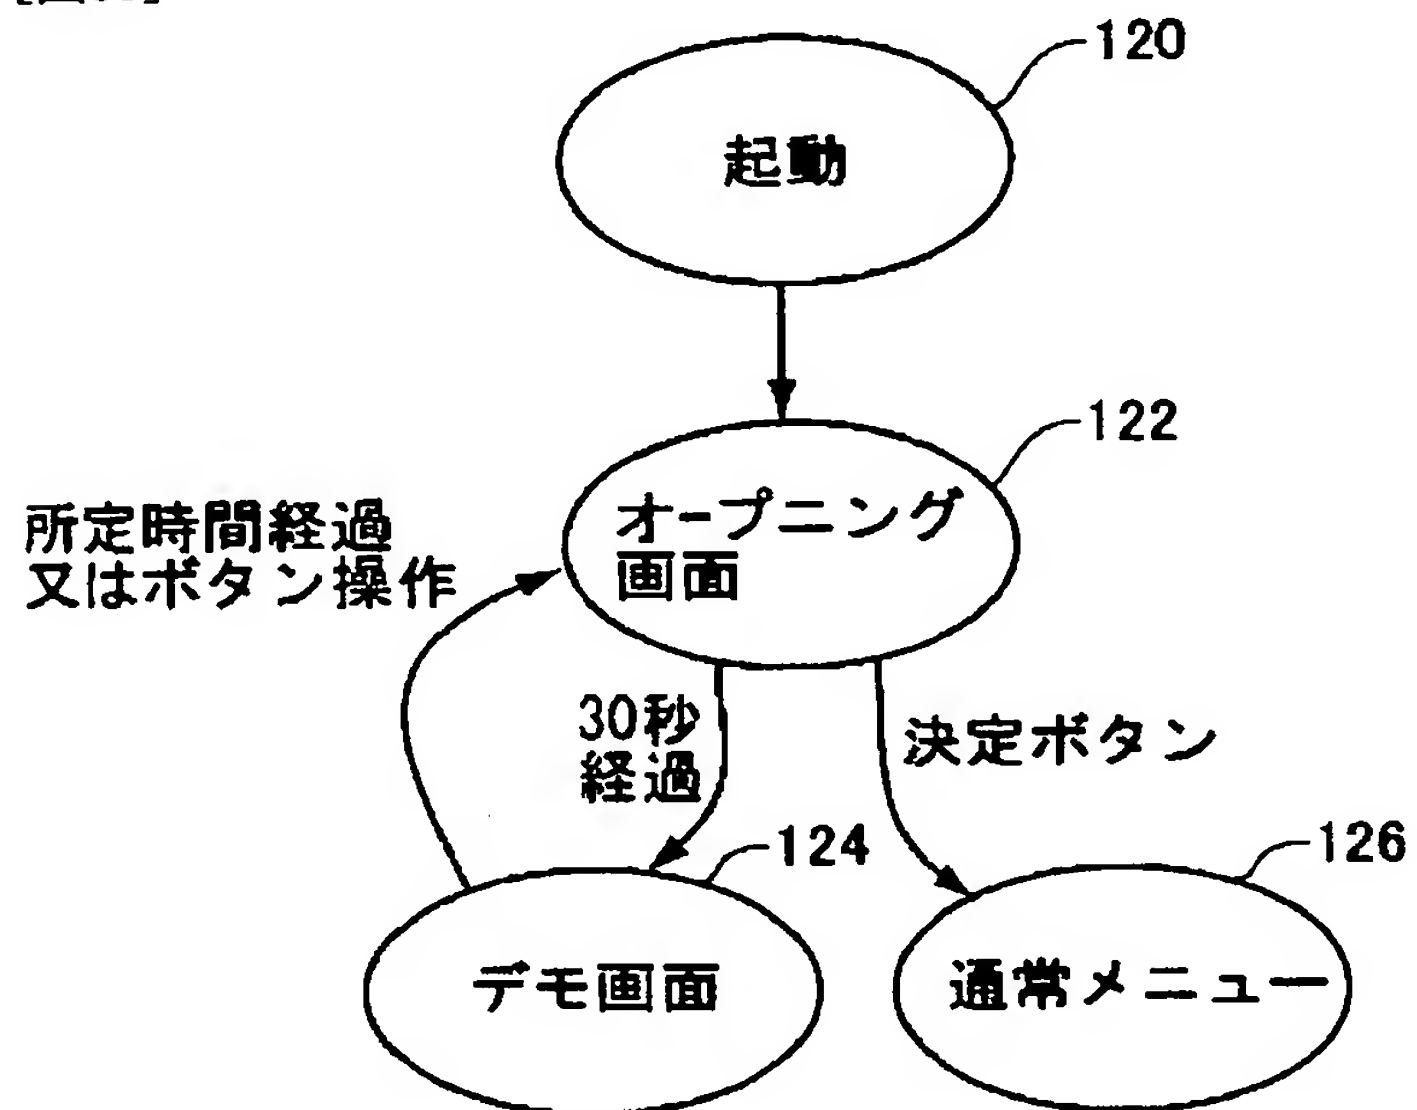 120
起動
122
オープニング
画面
所定時間経過
又はボタン操作
30秒
経過
決定ボタン
124
126
デモ画面
通常メニュー